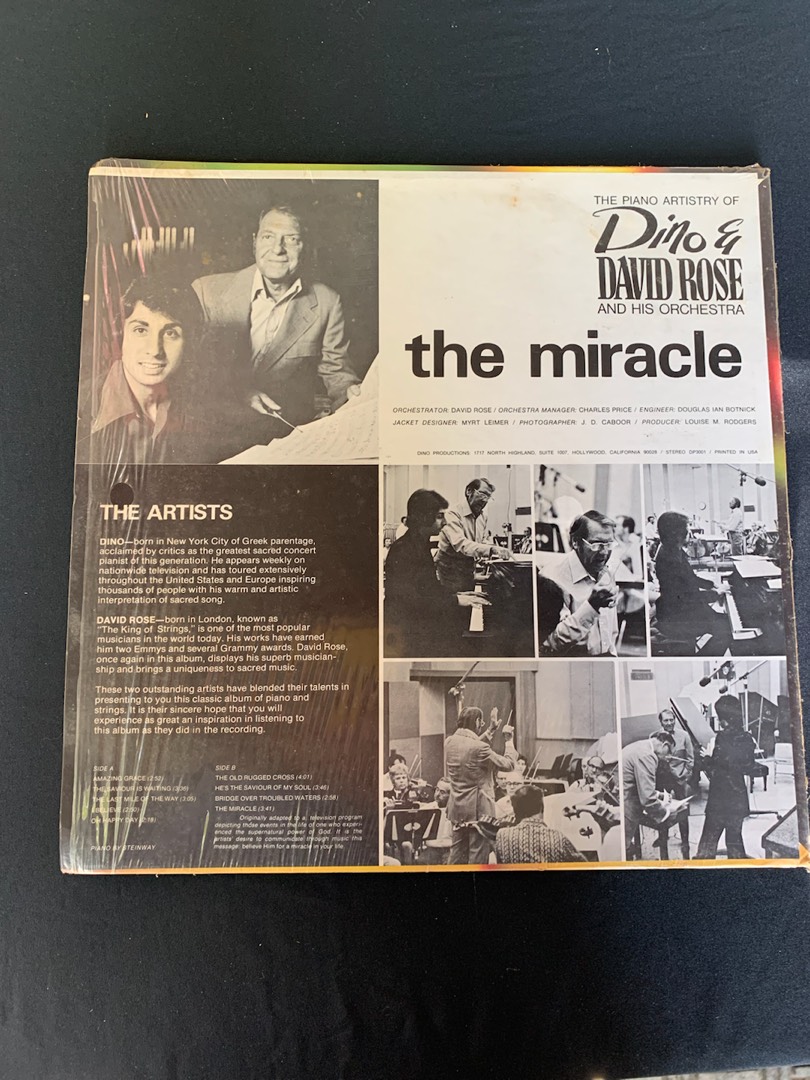 THE PIANO ARTISTRY OF
Dino &
DAVID ROSE
AND HIS ORCHESTRA
the miracle
ORCHESTRATOR: DAVID ROSE / ORCHESTRA MANAGER: CHARLES PRICE / ENGINEER: DOUGLAS IAN BOTNICK
JACKET DESIGNER: MYRT LEIMER / PHOTOGRAPHER: J. D. CABOOR / PRODUCER: LOUISE M. RODGERS
DINO PRODUCTIONS 1717 NORTH HIGHLAND, SUITE 1007, HOLLYWOOD, CALIFORNIA 90028 / STEREO DP3001 / PRINTED IN USA
THE ARTISTS
DINO—born in New York City of Greek parentage,
acclaimed by critics as the greatest sacred concert
pianist of this generation. He appears weekly on
nationwide television and has toured extensively
throughout the United States and Europe inspiring
thousands of people with his warm and artistic
interpretation of sacred song.
DAVID ROSE—born in London, known as
"The King of Strings," is one of the most popular
musicians in the world today. His works have earned
him two Emmys and several Grammy awards. David Rose,
once again in this album, displays his superb musician-
ship and brings a uniqueness to sacred music.
These two outstanding artists have blended their talents in
presenting to you this classic album of piano and
strings. It is their sincere hope that you will
experience as great an inspiration in listening to
this album as they did in the recording.
SIDE A
AMAZING GRACE (2:52)
THE SAVIOUR IS WAITING (3:36)
THE LAST MILE OF THE WAY (3:05)
I BELIEVE (2:50)
OH HAPPY DAY (2:18)
PIANO BY STEINWAY
SIDE B
THE OLD RUGGED CROSS (4:01)
HE'S THE SAVIOUR OF MY SOUL (3:46)
BRIDGE OVER TROUBLED WATERS (2:58)
THE MIRACLE (3:41)
Originally adapted to a television program
depicting those events in the life of one who experi-
enced the supernatural power of God. It is the
artists' desire to communicate through music this
message: believe Him for a miracle in your life.